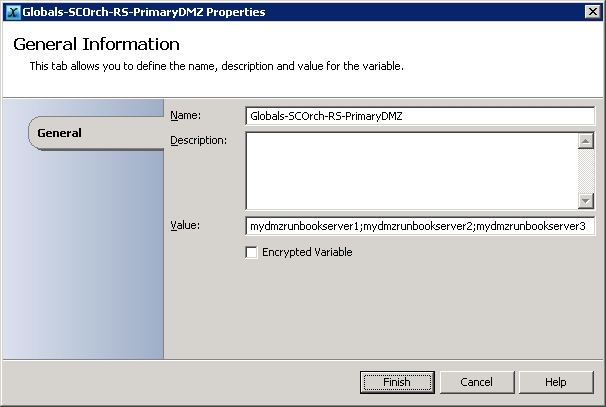 Globals-SCOrch-RS-PrimaryDMZ Properties
General Information
This tab allows you to define the name, description and value for the variable.
General
Name: Globals-SCOrch-RS-PrimaryDMZ
Description:
Value: mydmzrunbookserver1;mydmzrunbookserver2;mydmzrunbookserver3
Encrypted Variable
Finish Cancel Help